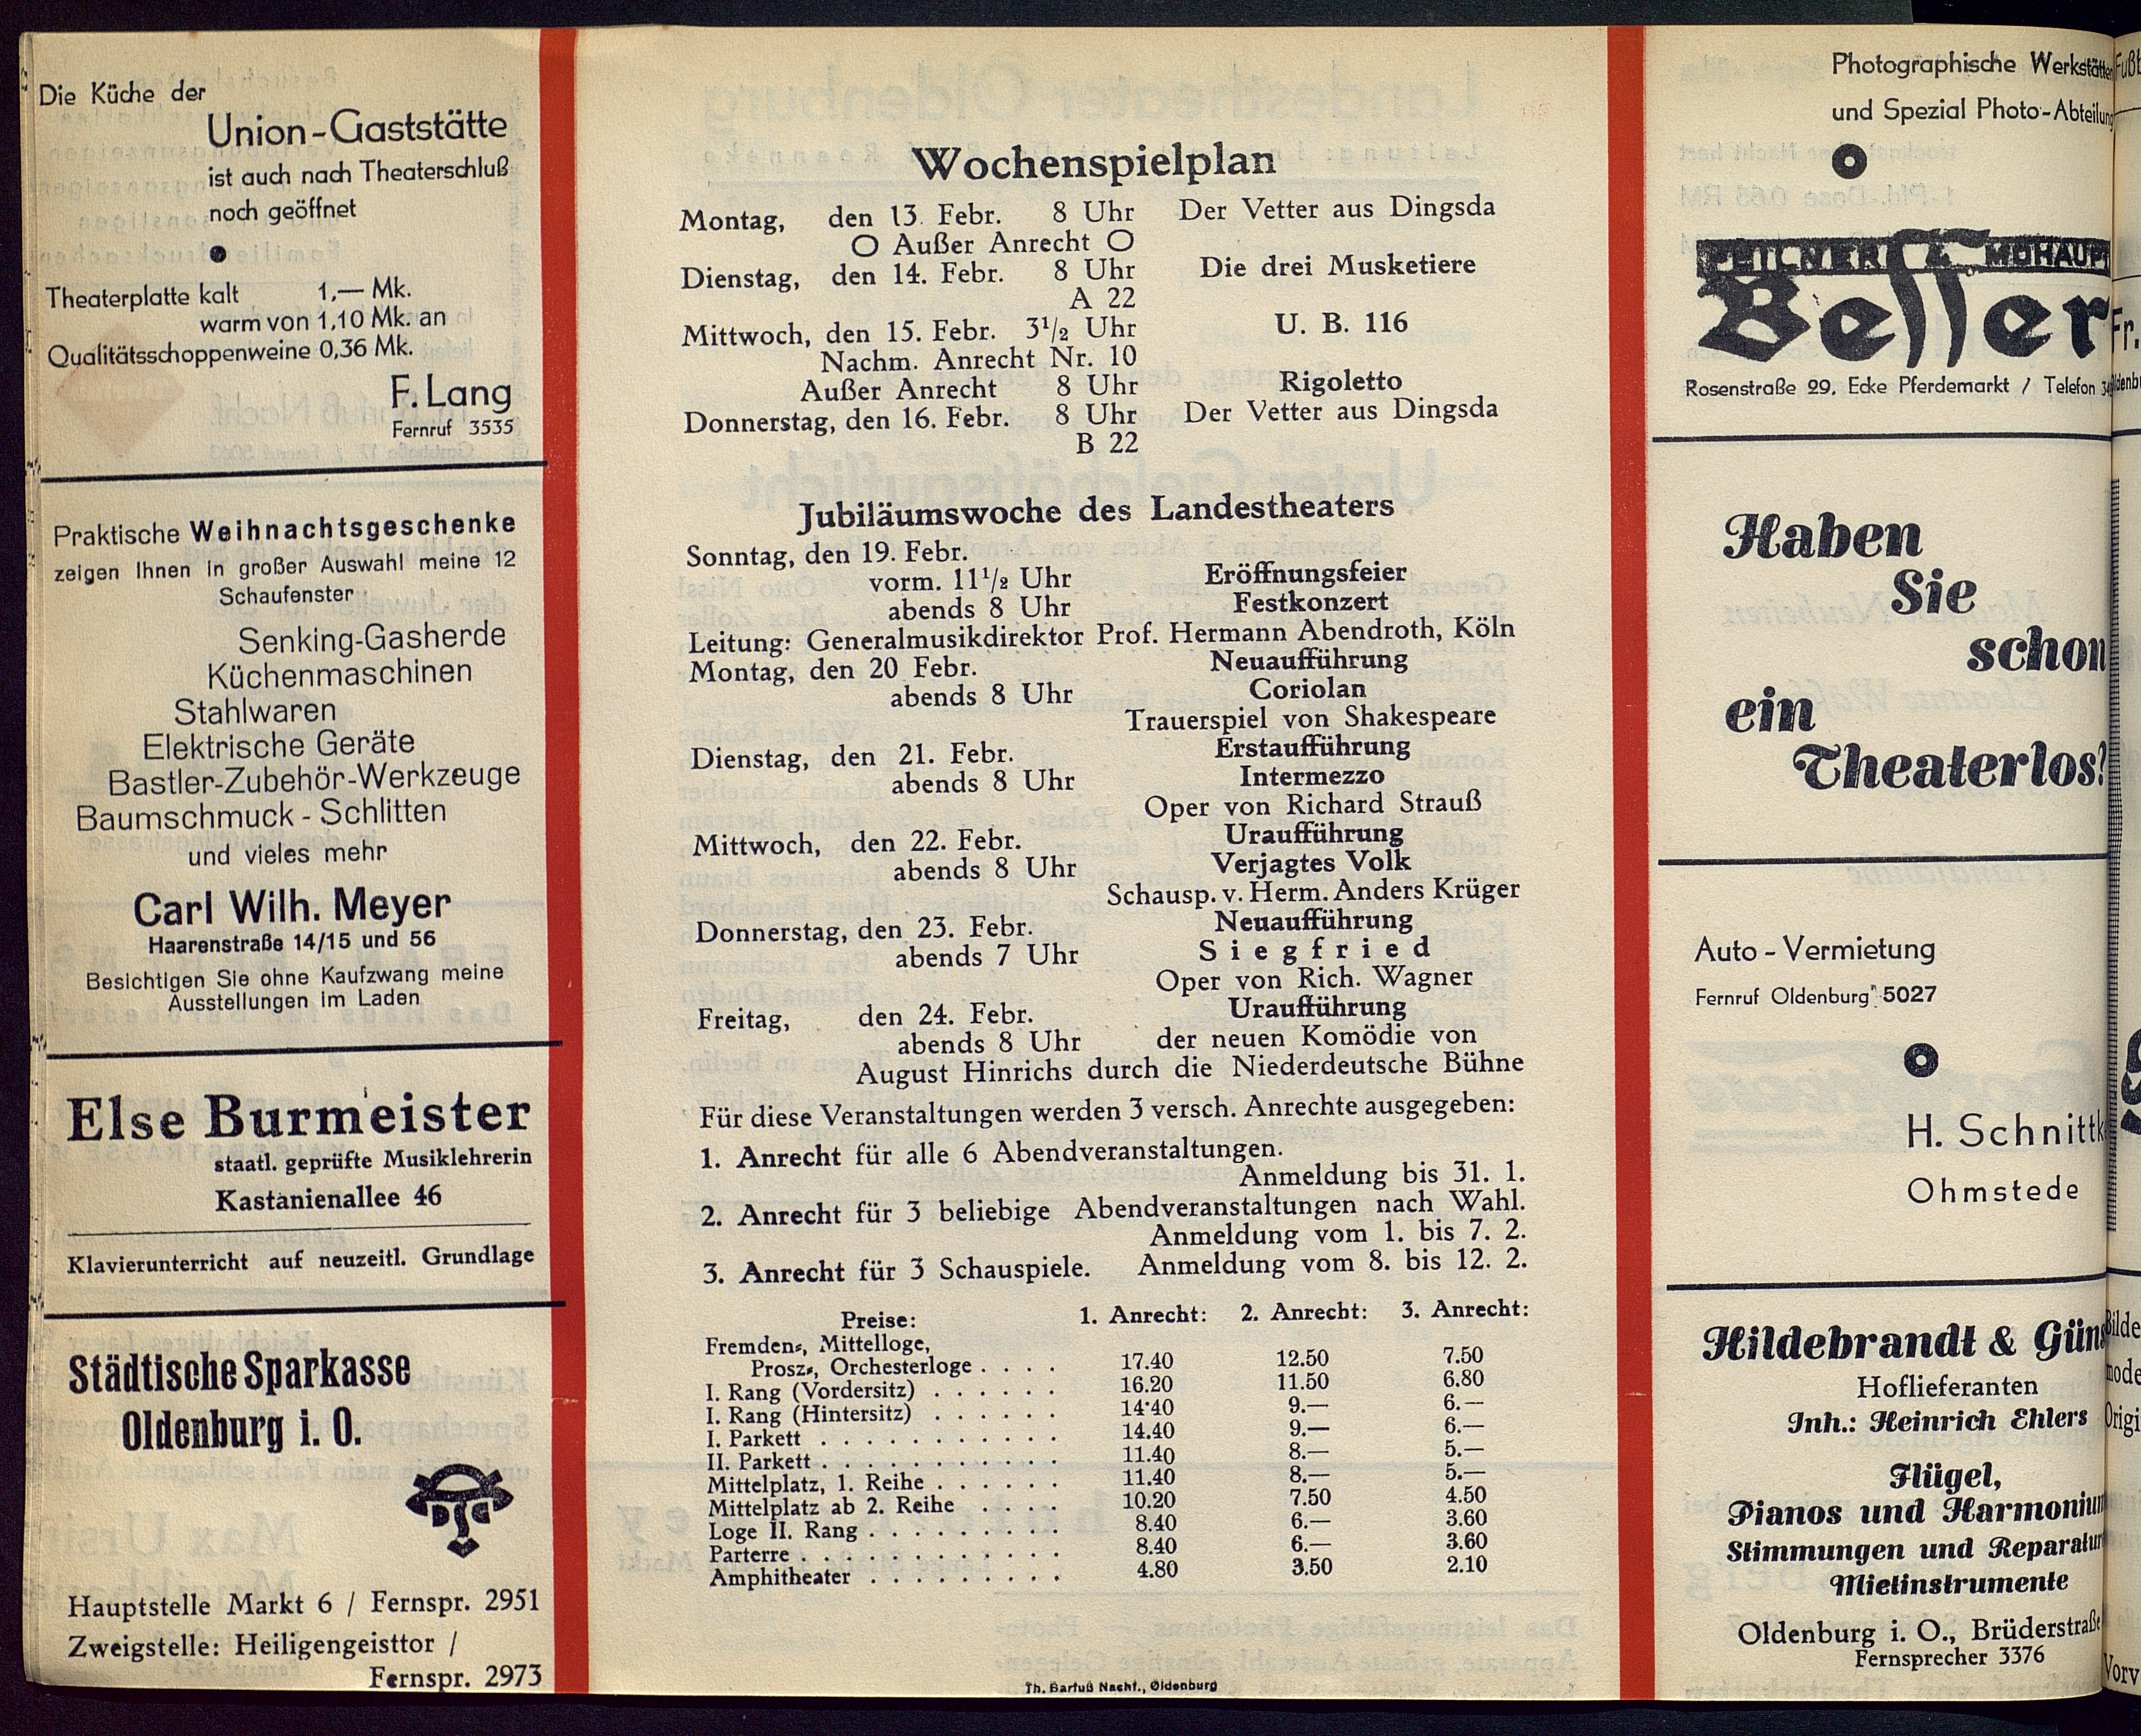 Die Küche der
Union-Gaststätte
ist auch nach Theaterschluß
noch geöffnet
Theaterplatte kalt 1,— Mk.
warm von 1,10 Mk. an
Qualitätsschoppenweine 0,36 Mk.
F. Lang
Fernruf 3535
Praktische Weihnachtsgeschenke
zeigen Ihnen in großer Auswahl meine 12
Schaufenster
Senking-Gasherde
Küchenmaschinen
Stahlwaren
Elektrische Geräte
Bastler-Zubehör-Werkzeuge
Baumschmuck - Schlitten
und vieles mehr
Carl Wilh. Meyer
Haarenstraße 14/15 und 56
Besichtigen Sie ohne Kaufzwang meine
Ausstellungen im Laden
Else Burmeister
staatl. geprüfte Musiklehrerin
Kastanienallee 46
Klavierunterricht auf neuzeitl. Grundlage
Städtische Sparkasse
Oldenburg i. O.
Hauptstelle Markt 6 / Fernspr. 2951
Zweigstelle: Heiligengeisttor /
Fernspr. 2973
Wochenspielplan
Montag, den 13. Febr. 8 Uhr Der Vetter aus Dingsda
O Außer Anrecht O
Dienstag, den 14. Febr. 8 Uhr Die drei Musketiere
A 22
Mittwoch, den 15. Febr. 3½ Uhr U. B. 116
Nachm. Anrecht Nr. 10
Außer Anrecht 8 Uhr Rigoletto
Donnerstag, den 16. Febr. 8 Uhr Der Vetter aus Dingsda
B 22
Jubiläumswoche des Landestheaters
Sonntag, den 19. Febr.
vorm. 11½ Uhr Eröffnungsfeier
abends 8 Uhr Festkonzert
Leitung: Generalmusikdirektor Prof. Hermann Abendroth, Köln
Montag, den 20 Febr. Neuaufführung
abends 8 Uhr Coriolan
Trauerspiel von Shakespeare
Dienstag, den 21. Febr. Erstaufführung
abends 8 Uhr Intermezzo
Oper von Richard Strauß
Mittwoch, den 22. Febr. Uraufführung
abends 8 Uhr Verjagtes Volk
Schausp. v. Herm. Anders Krüger
Donnerstag, den 23. Febr. Neuaufführung
abends 7 Uhr Siegfried
Oper von Rich. Wagner
Freitag, den 24. Febr. Uraufführung
abends 8 Uhr der neuen Komödie von
August Hinrichs durch die Niederdeutsche Bühne
Für diese Veranstaltungen werden 3 versch. Anrechte ausgegeben:
1. Anrecht für alle 6 Abendveranstaltungen.
Anmeldung bis 31. 1.
2. Anrecht für 3 beliebige Abendveranstaltungen nach Wahl.
Anmeldung vom 1. bis 7. 2.
3. Anrecht für 3 Schauspiele. Anmeldung vom 8. bis 12. 2.
Preise: 1. Anrecht: 2. Anrecht: 3. Anrecht:
Fremden-, Mittelloge,
Prosz-, Orchesterloge . . . . 17.40 12.50 7.50
I. Rang (Vordersitz) . . . . . . 16.20 11.50 6.80
I. Rang (Hintersitz) . . . . . . 14·40 9.— 6.—
I. Parkett . . . . . . . . . . . 14.40 9.— 6.—
II. Parkett . . . . . . . . . . . 11.40 8.— 5.—
Mittelplatz, 1. Reihe . . . . . . 11.40 8.— 5.—
Mittelplatz ab 2. Reihe . . . . 10.20 7.50 4.50
Loge II. Rang . . . . . . . . . 8.40 6.— 3.60
Parterre . . . . . . . . . . . . 8.40 6.— 3.60
Amphitheater . . . . . . . . . 4.80 3.50 2.10
Th. Barfuß Nachf., Oldenburg
Photographische Werkstätte
und Spezial Photo-Abteilung
PEILNER & MOHAUPT
Besser
Rosenstraße 29, Ecke Pferdemarkt / Telefon
Haben
Sie
schon
ein
Theaterlos?
Auto - Vermietung
Fernruf Oldenburg 5027
H. Schnittk
Ohmstede
Hildebrandt & Gün
Hoflieferanten
Inh.: Heinrich Ehlers
Flügel,
Pianos und Harmonium
Stimmungen und Reparatur
Mietinstrumente
Oldenburg i. O., Brüderstraße
Fernsprecher 3376
Fr.